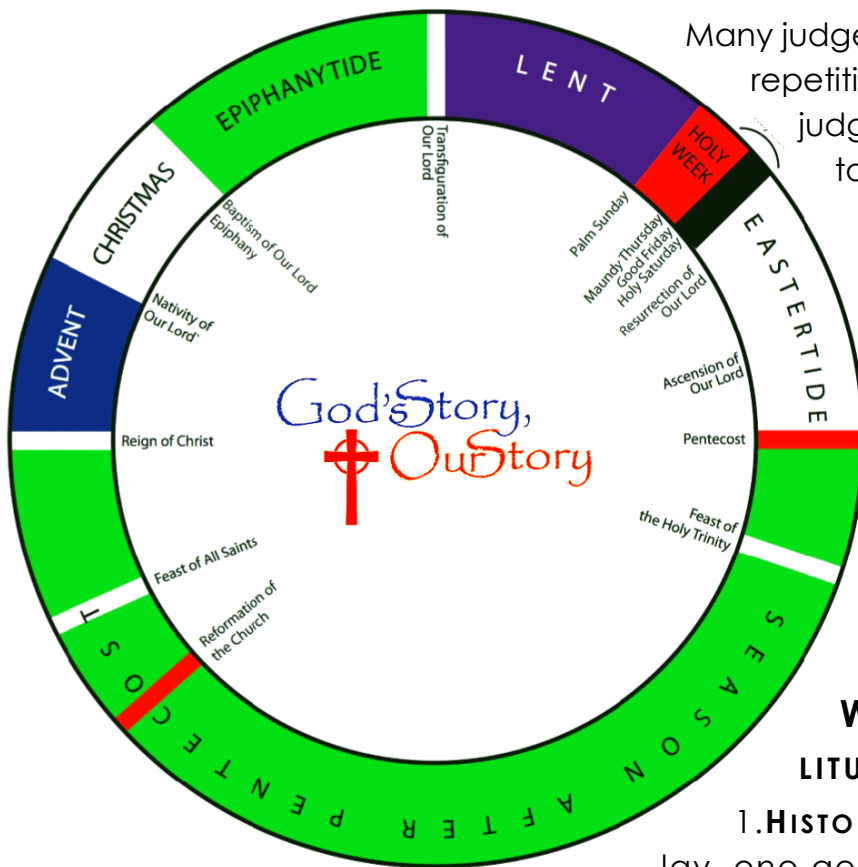 Many judge
repetiti
judg
to
EPIPHANYTIDE
LENT
HOLY
WEEK
EASTERTIDE
CHRISTMAS
ADVENT
Transfiguration of
Our Lord
Baptism of Our Lord
Epiphany
Nativity of
Our Lord
Palm Sunday
Maundy Thursday
Good Friday
Holy Saturday
Resurrection of
Our Lord
Ascension of
Our Lord
Pentecost
Feast of
the Holy Trinity
Reign of Christ
Feast of All Saints
Reformation of
the Church
God'sStory,
OurStory
SEASON AFTER PENTECOST
W
LITU
1.HISTO